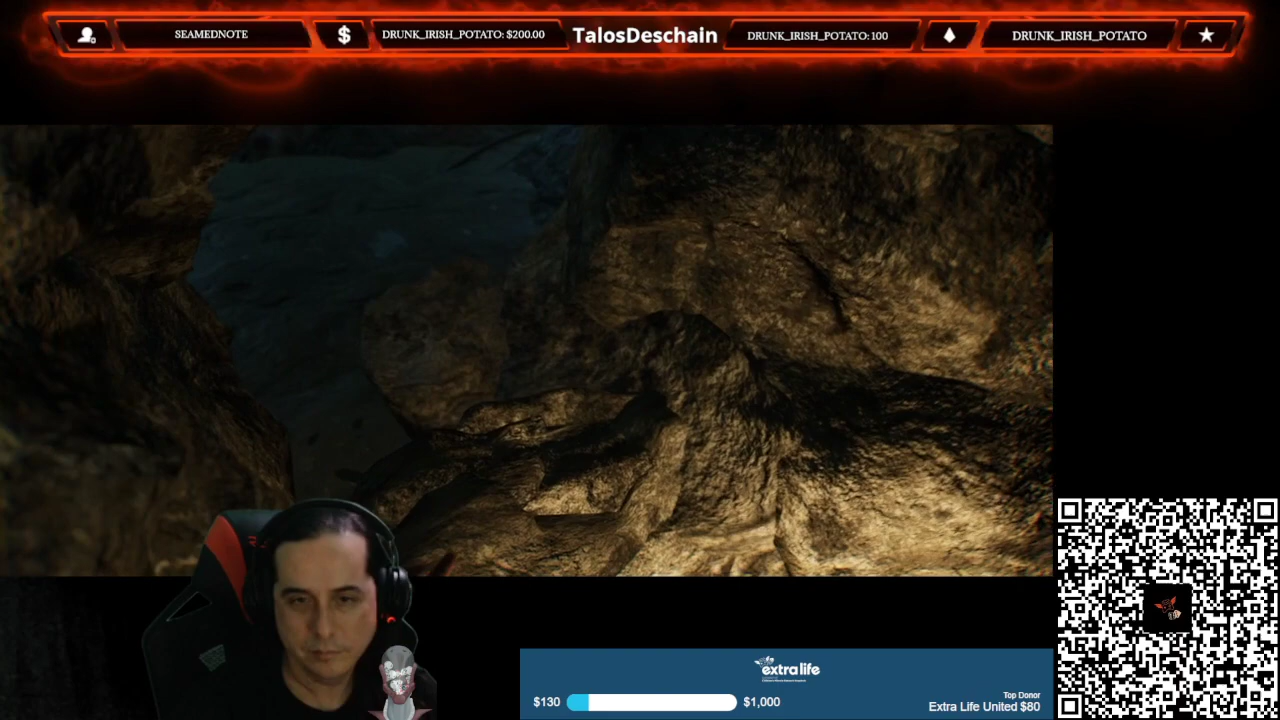 SEAMEDNOTE
$
DRUNK_IRISH_POTATO: $200.00
TalosDeschain
DRUNK_IRISH_POTATO: 100
DRUNK_IRISH_POTATO
extra life
$130
$1,000
Top Donor
Extra Life United $80